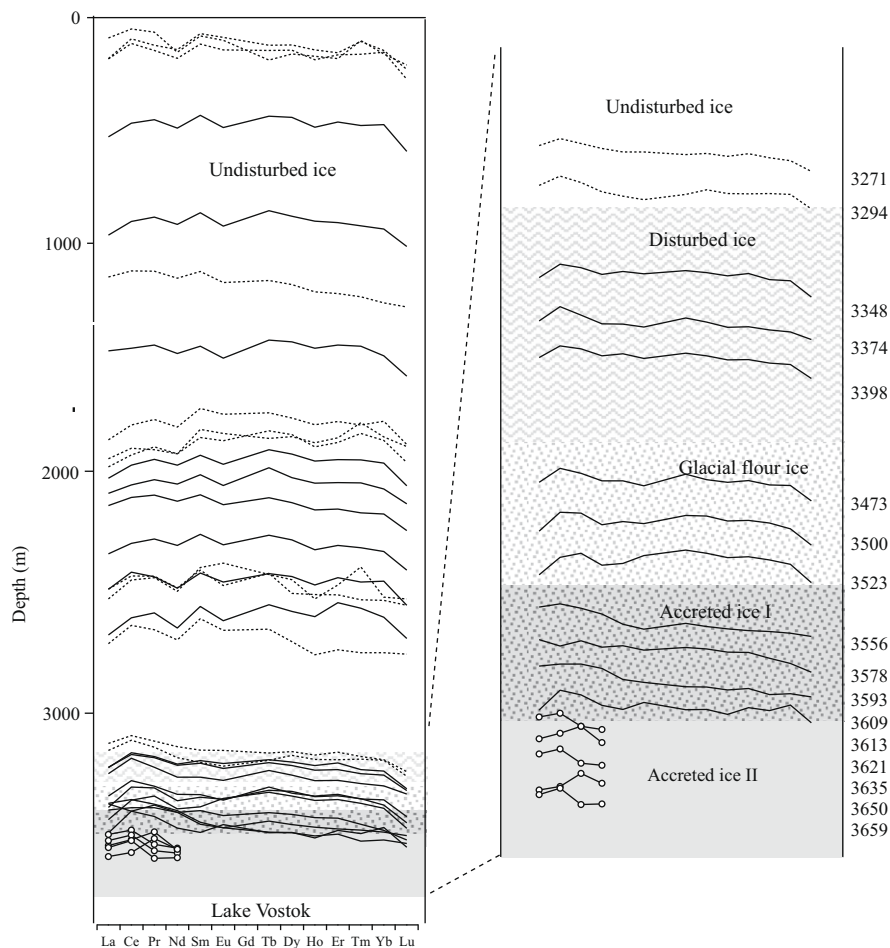 0
1000
2000
3000
Depth (m)
Undisturbed ice
Lake Vostok
La Ce Pr Nd Sm Eu Gd Tb Dy Ho Er Tm Yb Lu
Undisturbed ice
3271
3294
Disturbed ice
3348
3374
3398
Glacial flour ice
3473
3500
3523
Accreted ice I
3556
3578
3593
3609
3613
Accreted ice II
3621
3635
3650
3659